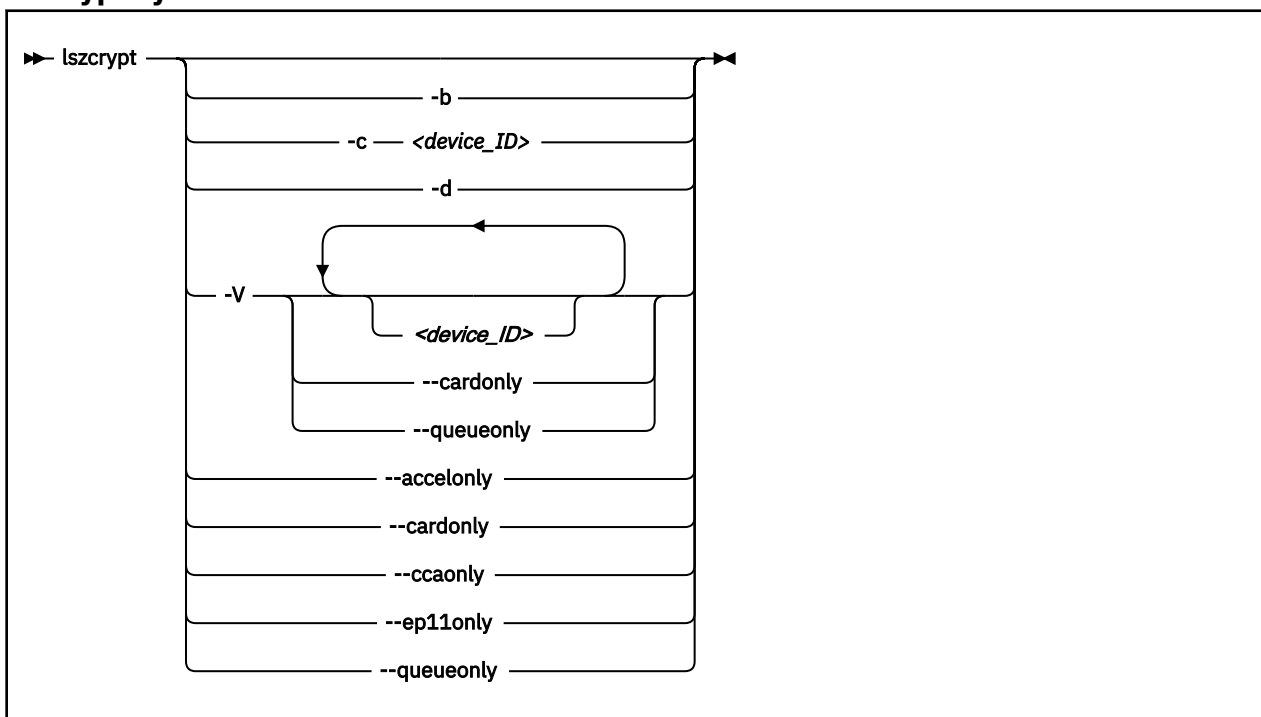 lszcrypt
-b
-c <device_ID>
-d
-V
<device_ID>
--cardonly
--queueonly
--accelonly
--cardonly
--ccaonly
--ep11only
--queueonly